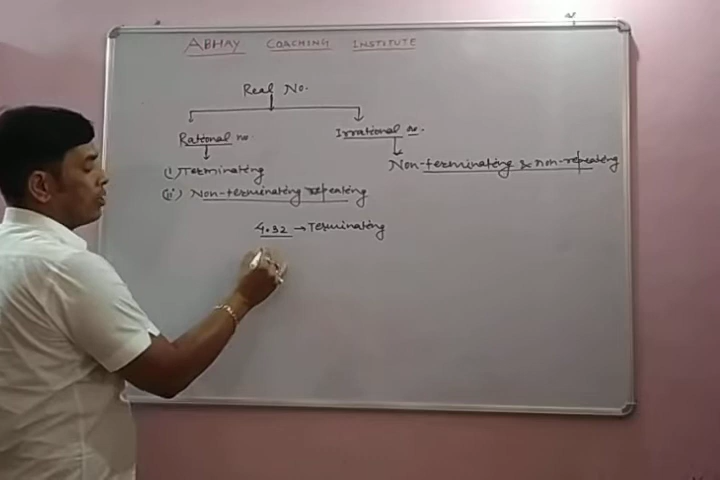 ABHAY COACHING INSTITUTE
Real No.
Rational no.
Irrational no.
(i) Terminating
(ii) Non-terminating repeating
Non-terminating & non-repeating
4.32 → Terminating